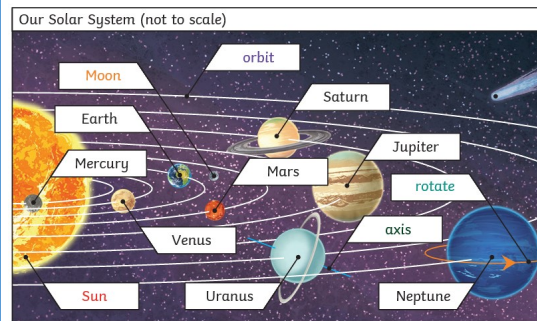 Our Solar System (not to scale)
orbit
Moon
Saturn
Earth
Jupiter
Mercury
Mars
rotate
Venus
axis
Sun
Uranus
Neptune